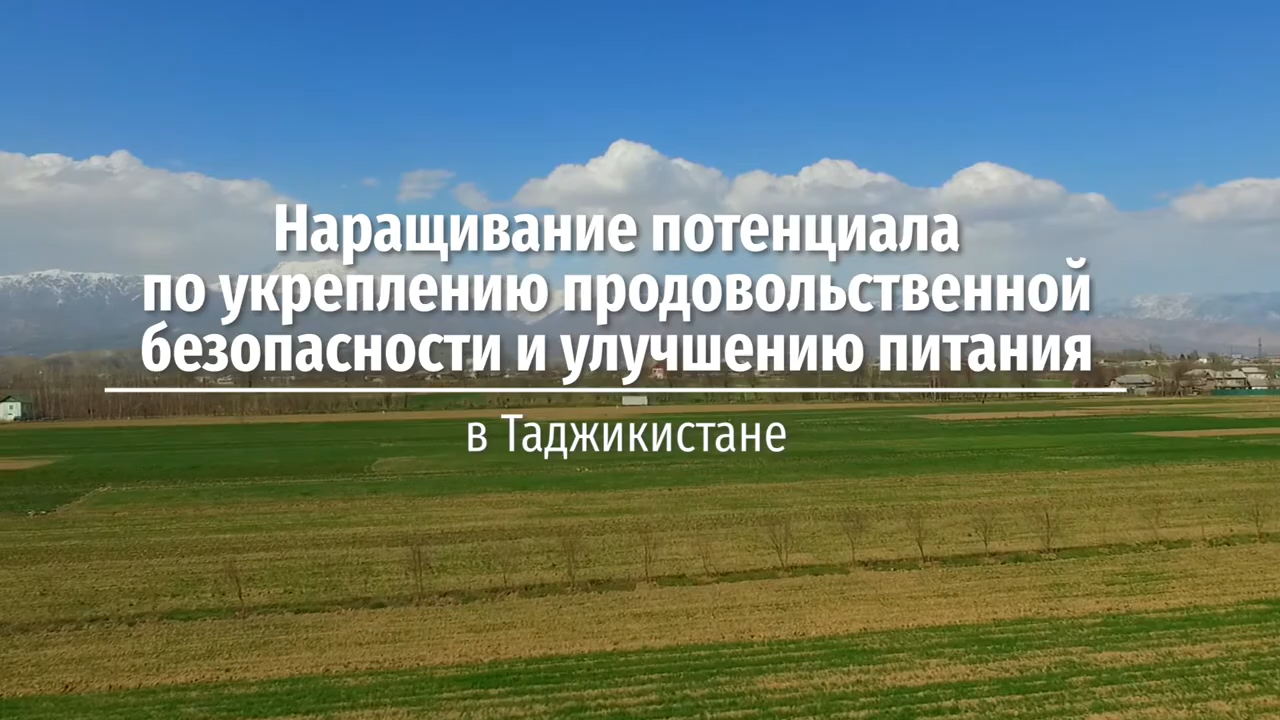 Наращивание потенциала
по укреплению продовольственной
безопасности и улучшению питания
в Таджикистане